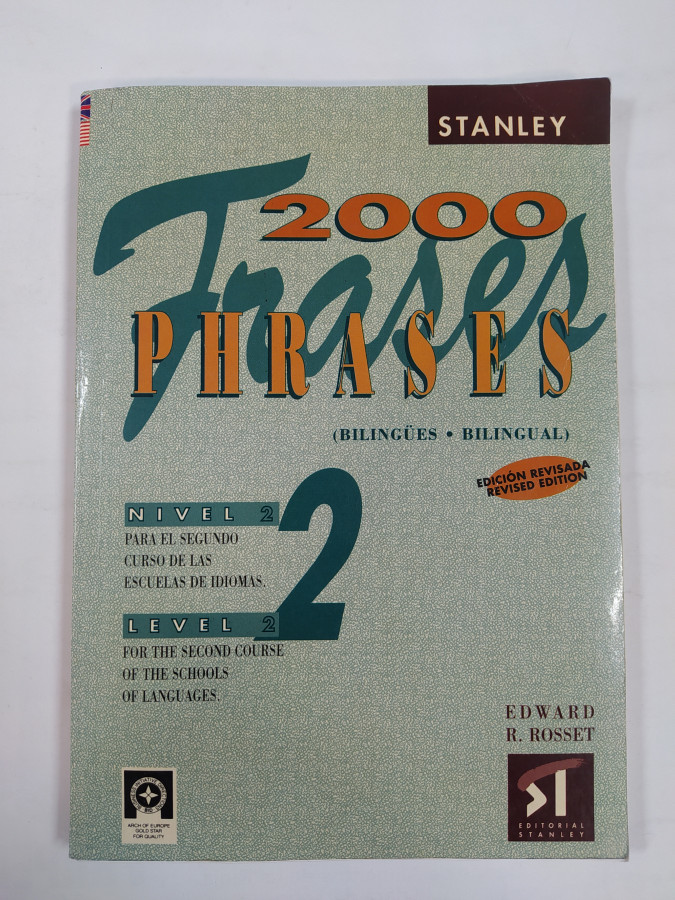 STANLEY
2000
Frases
PHRASES
(BILINGÜES • BILINGUAL)
EDICIÓN REVISADA
REVISED EDITION
NIVEL 2
2
PARA EL SEGUNDO
CURSO DE LAS
ESCUELAS DE IDIOMAS.
LEVEL 2
FOR THE SECOND COURSE
OF THE SCHOOLS
OF LANGUAGES.
EDWARD
R. ROSSET
ARCH OF EUROPE
GOLD STAR
FOR QUALITY
ST
EDITORIAL
STANLEY